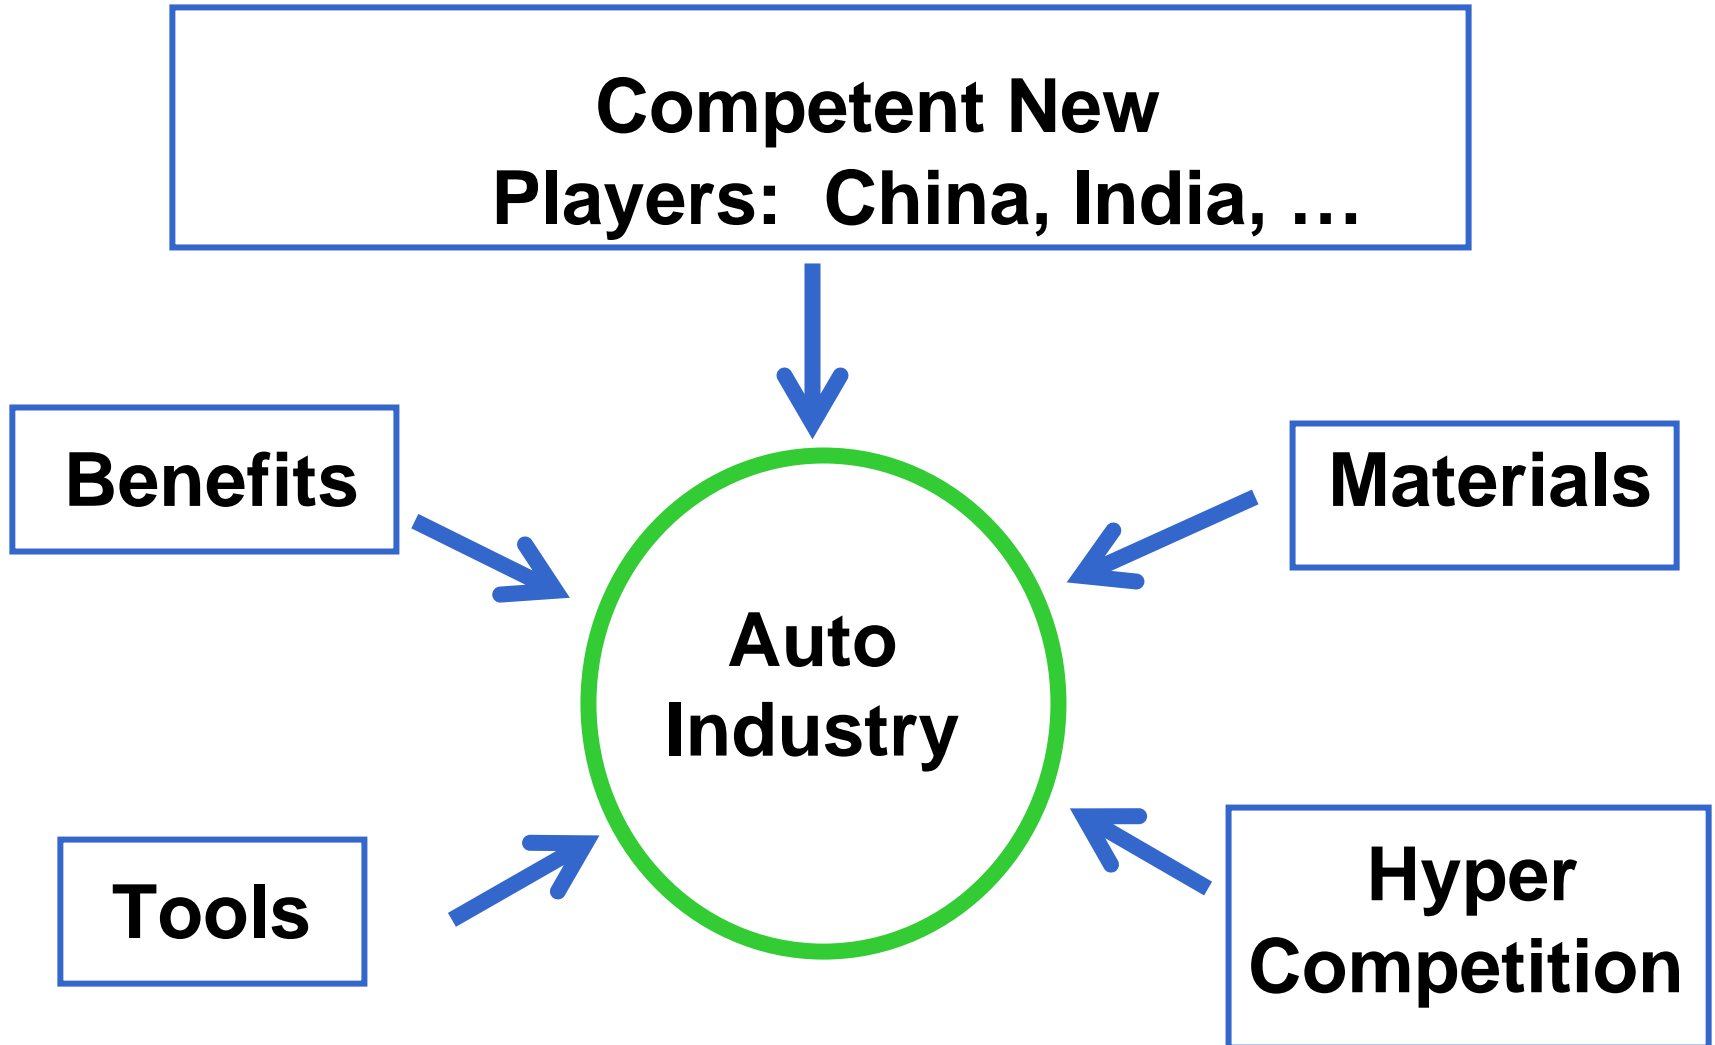 Competent New
Players:  China, India, …
Benefits
Materials
Auto
Industry
Tools
Hyper
Competition